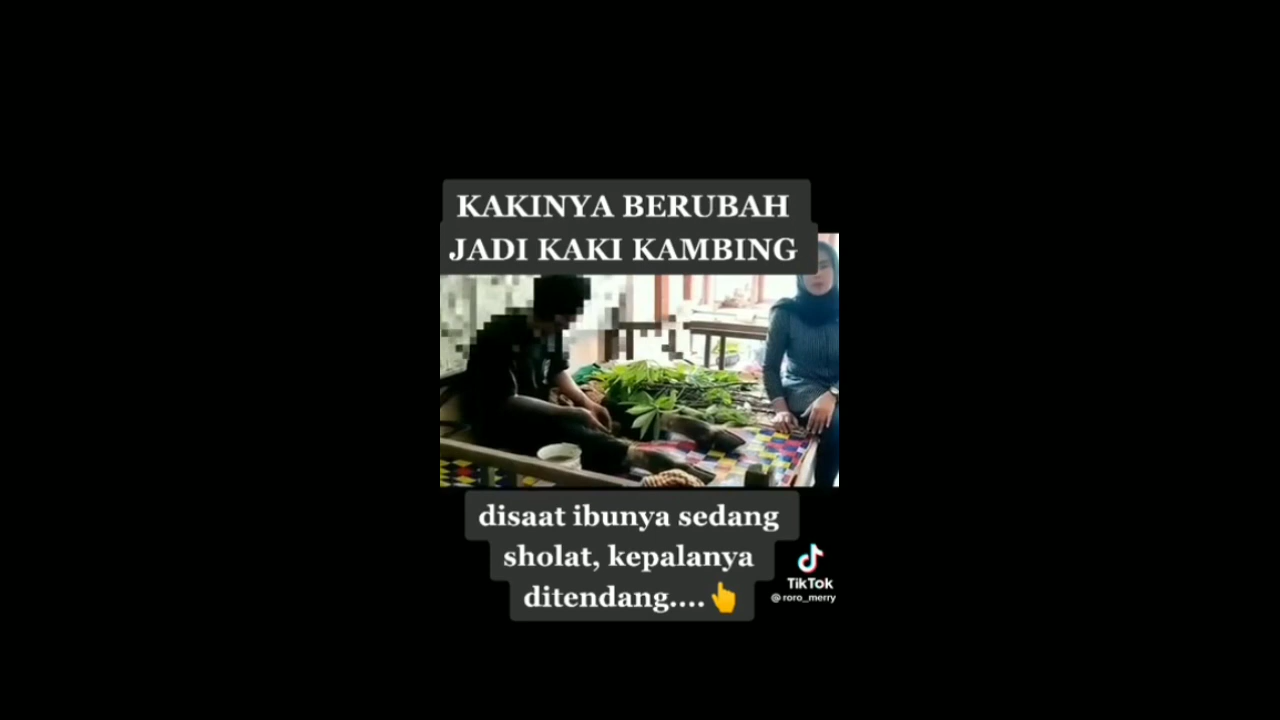 KAKINYA BERUBAH
JADI KAKI KAMBING
disaat ibunya sedang
sholat, kepalanya
ditendang....👆
TikTok
@ roro_merry